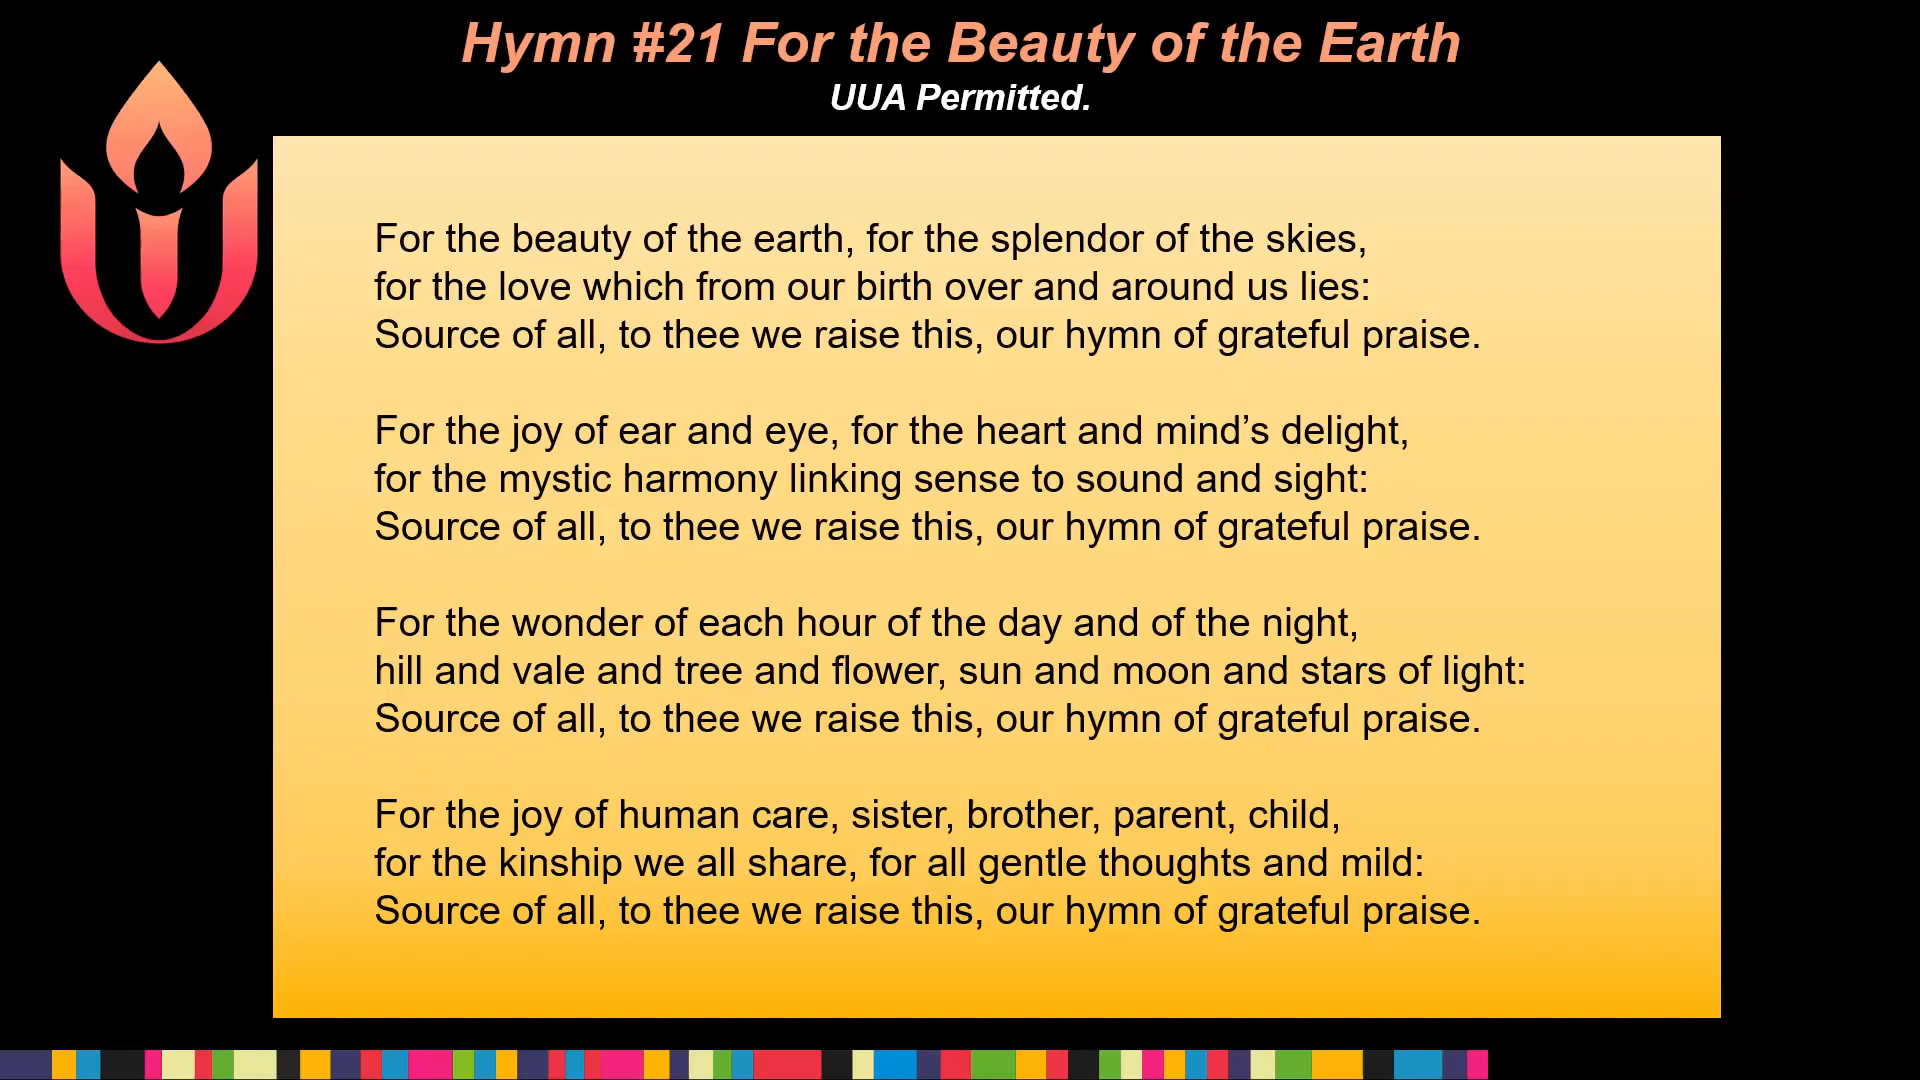 Hymn #21 For the Beauty of the Earth
UUA Permitted.
For the beauty of the earth, for the splendor of the skies,
for the love which from our birth over and around us lies:
Source of all, to thee we raise this, our hymn of grateful praise.
For the joy of ear and eye, for the heart and mind’s delight,
for the mystic harmony linking sense to sound and sight:
Source of all, to thee we raise this, our hymn of grateful praise.
For the wonder of each hour of the day and of the night,
hill and vale and tree and flower, sun and moon and stars of light:
Source of all, to thee we raise this, our hymn of grateful praise.
For the joy of human care, sister, brother, parent, child,
for the kinship we all share, for all gentle thoughts and mild:
Source of all, to thee we raise this, our hymn of grateful praise.